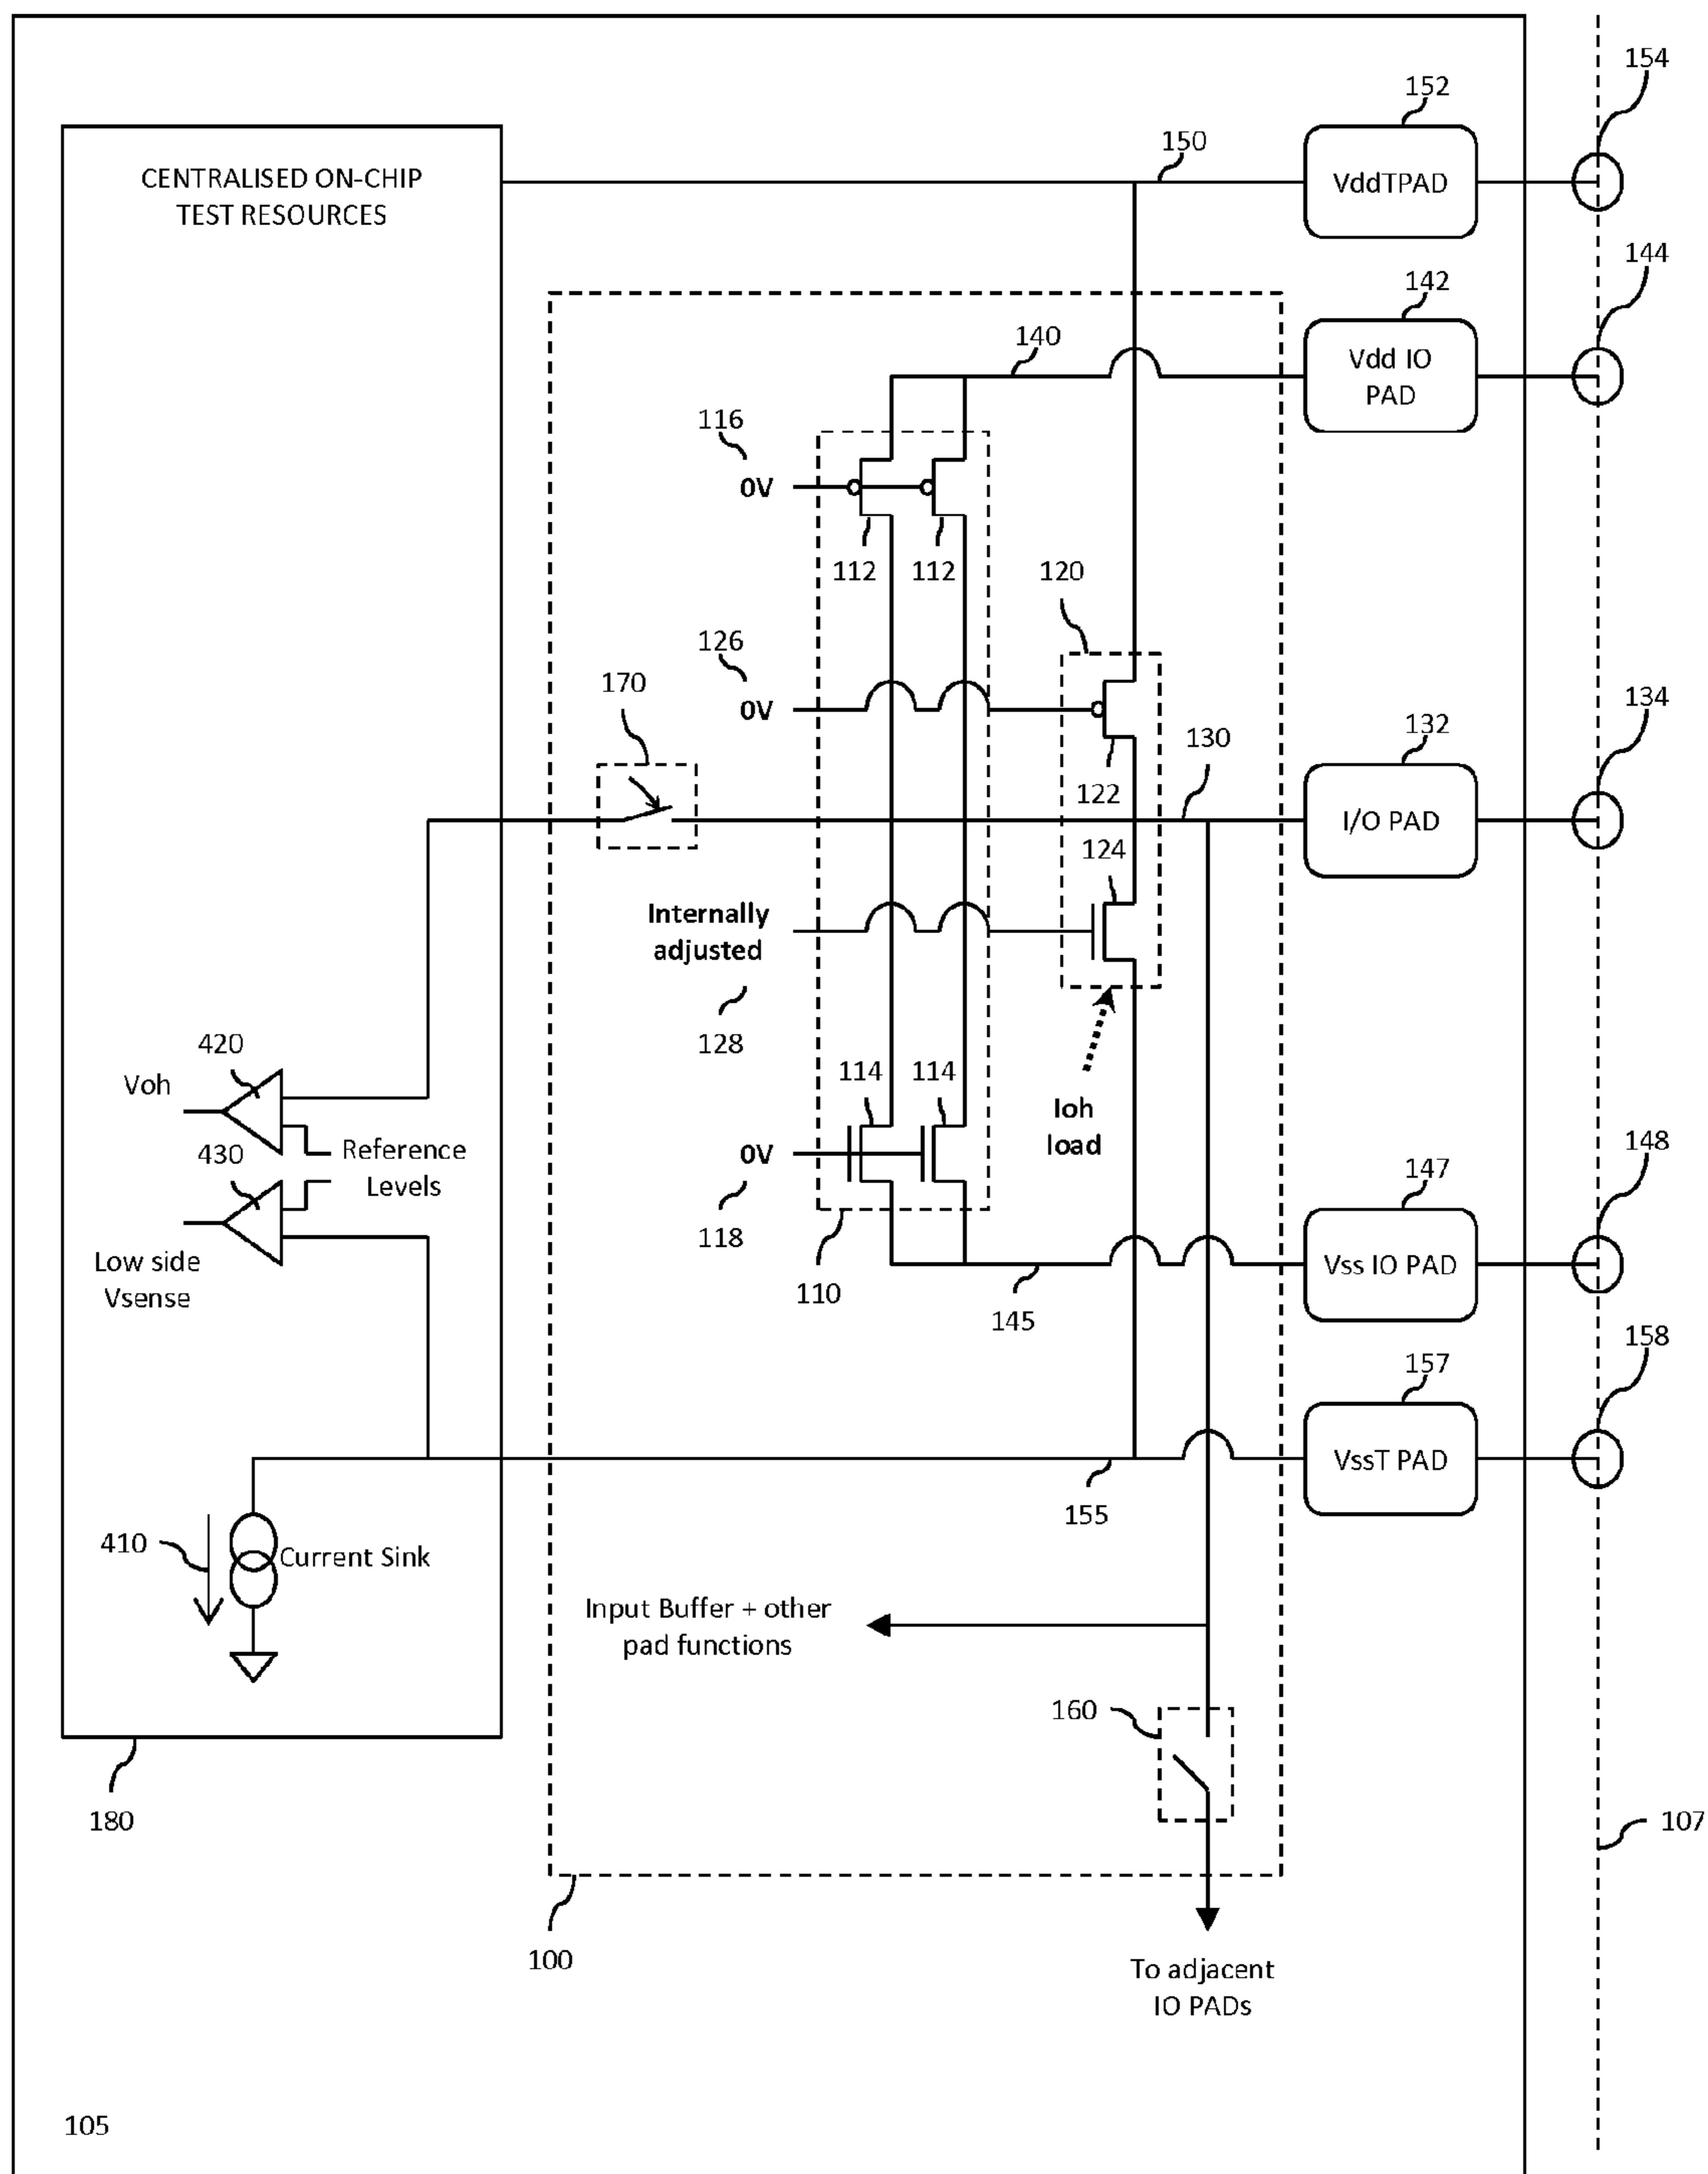 154
152
150
CENTRALISED ON-CHIP
TEST RESOURCES
VddTPAD
144
142
140
Vdd IO
PAD
116
0V
112
112
120
126
0V
170
134
132
130
122
I/O PAD
124
Internally
adjusted
128
420
Voh
114
114
Ioh
load
430
Reference
Levels
0V
118
148
147
Low side
Vsense
Vss IO PAD
110
145
158
157
VssT PAD
155
410
Current Sink
Input Buffer + other
pad functions
160
180
107
100
To adjacent
IO PADs
105